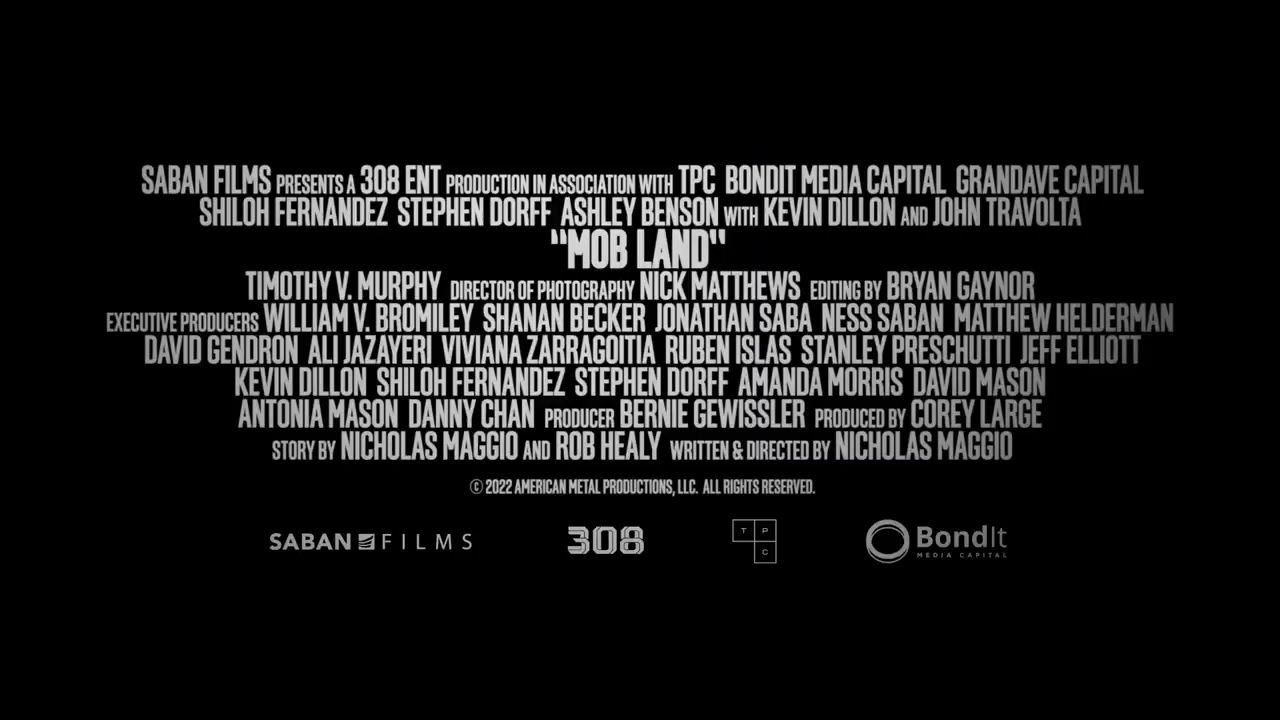 SABAN FILMS PRESENTS A 308 ENT PRODUCTION IN ASSOCIATION WITH TPC BONDIT MEDIA CAPITAL GRANDAVE CAPITAL
SHILOH FERNANDEZ STEPHEN DORFF ASHLEY BENSON WITH KEVIN DILLON AND JOHN TRAVOLTA
"MOB LAND"
TIMOTHY V. MURPHY DIRECTOR OF PHOTOGRAPHY NICK MATTHEWS EDITING BY BRYAN GAYNOR
EXECUTIVE PRODUCERS WILLIAM V. BROMILEY SHANAN BECKER JONATHAN SABA NESS SABAN MATTHEW HELDERMAN
DAVID GENDRON ALI JAZAYERI VIVIANA ZARRAGOITIA RUBEN ISLAS STANLEY PRESCHUTTI JEFF ELLIOTT
KEVIN DILLON SHILOH FERNANDEZ STEPHEN DORFF AMANDA MORRIS DAVID MASON
ANTONIA MASON DANNY CHAN PRODUCER BERNIE GEWISSLER PRODUCED BY COREY LARGE
STORY BY NICHOLAS MAGGIO AND ROB HEALY WRITTEN & DIRECTED BY NICHOLAS MAGGIO
© 2022 AMERICAN METAL PRODUCTIONS, LLC. ALL RIGHTS RESERVED.
SABAN FILMS
308
TPC
BondIt
MEDIA CAPITAL